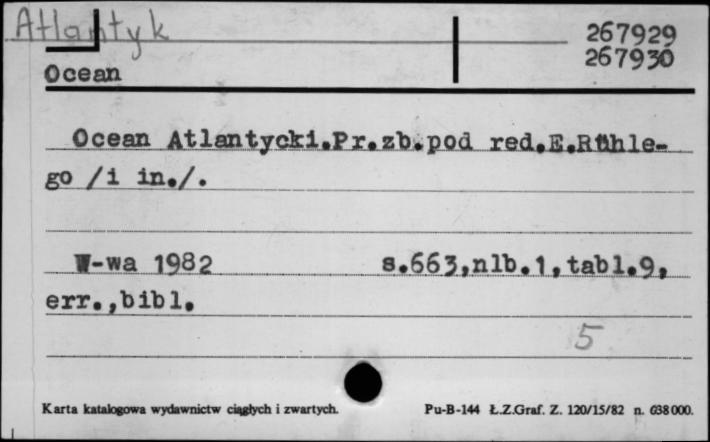 Atlantyk
267929
267930
Ocean
Ocean Atlantycki.Pr.zb.pod red.E.Rühle-
go /i in./.
W-wa 1982 s.663,nlb.1,tabl.9,
err.,bibl.
5
Karta katalogowa wydawnictw ciągłych i zwartych. Pu-B-144 Ł.Z.Graf. Z. 120/15/82 n. 638000.